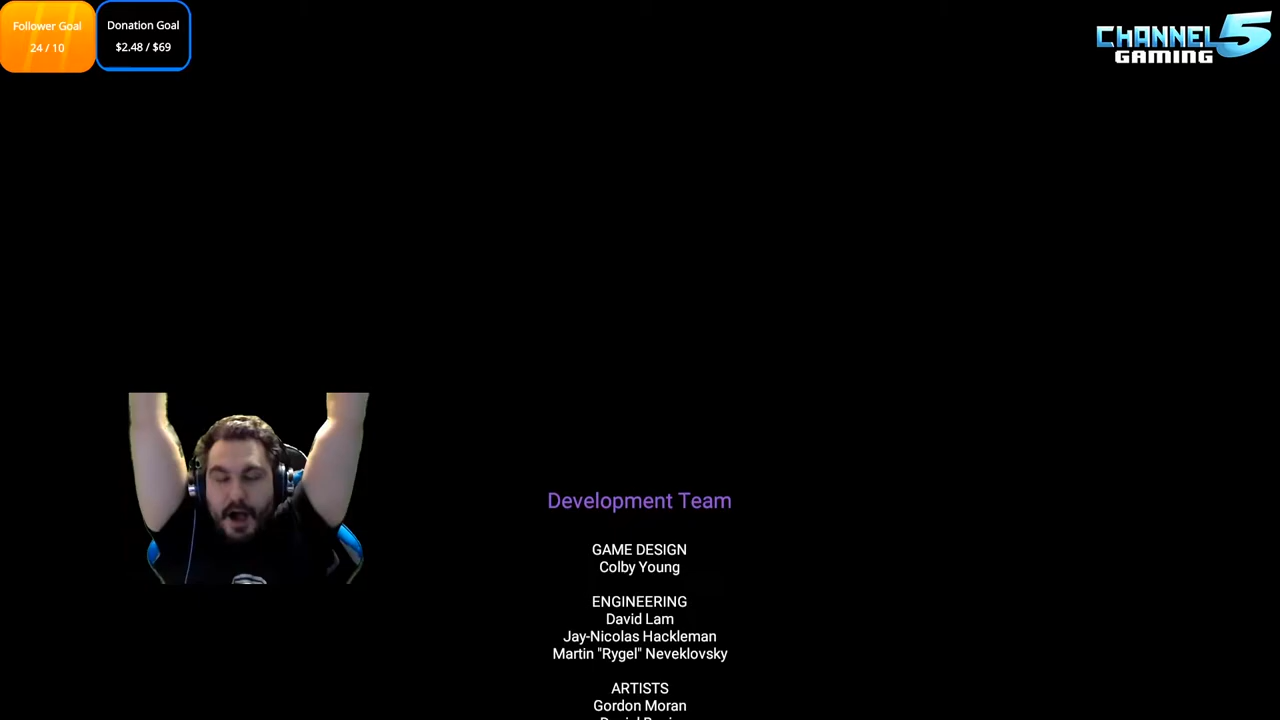 Follower Goal
24 / 10
Donation Goal
$2.48 / $69
CHANNEL 5
GAMING
Development Team
GAME DESIGN
Colby Young
ENGINEERING
David Lam
Jay-Nicolas Hackleman
Martin "Rygel" Neveklovsky
ARTISTS
Gordon Moran